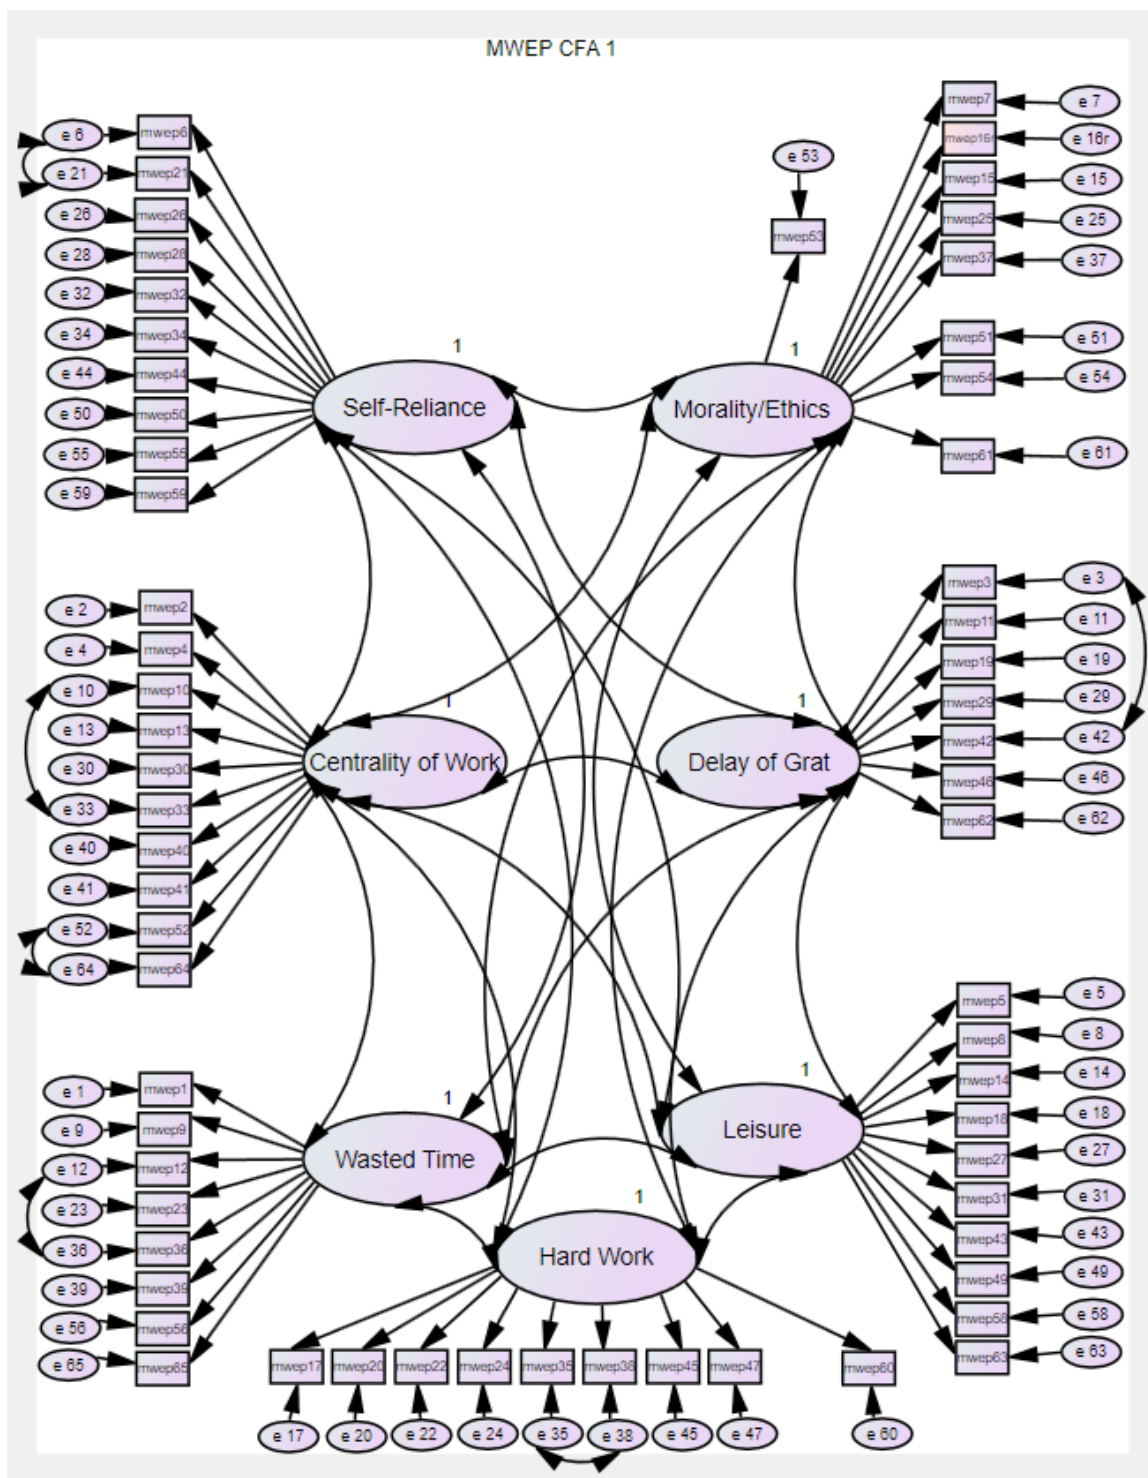 MWEP CFA 1
e 6
mwep6
e 21
mwep21
e 26
mwep26
e 28
mwep28
e 32
mwep32
e 34
mwep34
e 44
mwep44
e 50
mwep50
e 55
mwep55
e 59
mwep59
1
Self-Reliance
e 53
mwep53
1
Morality/Ethics
mwep7
e 7
mwep16r
e 16r
mwep15
e 15
mwep25
e 25
mwep37
e 37
mwep51
e 51
mwep54
e 54
mwep61
e 61
e 2
mwep2
e 4
mwep4
e 10
mwep10
e 13
mwep13
e 30
mwep30
e 33
mwep33
e 40
mwep40
e 41
mwep41
e 52
mwep52
e 64
mwep64
1
Centrality of Work
1
Delay of Grat
mwep3
e 3
mwep11
e 11
mwep19
e 19
mwep29
e 29
mwep42
e 42
mwep46
e 46
mwep62
e 62
e 1
mwep1
e 9
mwep9
e 12
mwep12
e 23
mwep23
e 36
mwep36
e 39
mwep39
e 56
mwep56
e 65
mwep65
1
Wasted Time
1
Leisure
mwep5
e 5
mwep8
e 8
mwep14
e 14
mwep18
e 18
mwep27
e 27
mwep31
e 31
mwep43
e 43
mwep49
e 49
mwep58
e 58
mwep63
e 63
1
Hard Work
mwep17 mwep20 mwep22 mwep24 mwep35 mwep38 mwep45 mwep47 mwep60
e 17 e 20 e 22 e 24 e 35 e 38 e 45 e 47 e 60